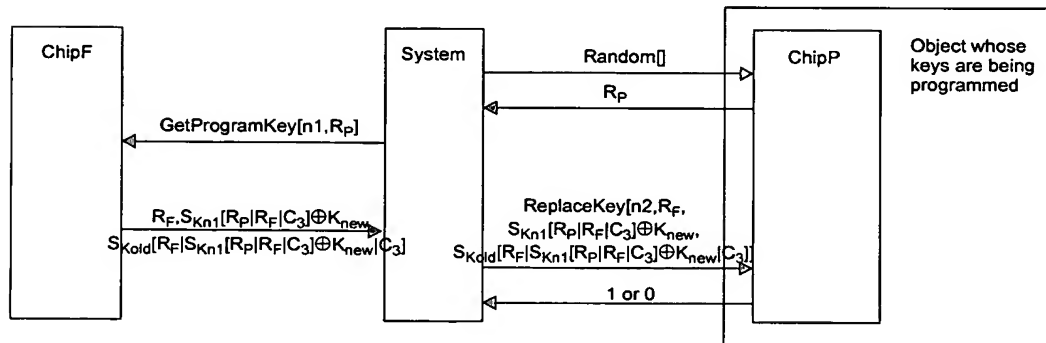 ChipF
System
ChipP
Object whose
keys are being
programmed
Random[]
R_P
GetProgramKey[n1,R_P]
R_F,S_Kn1[R_P|R_F|C_3]⊕K_new,
S_Kold[R_F|S_Kn1[R_P|R_F|C_3]⊕K_new|C_3]
ReplaceKey[n2,R_F,
S_Kn1[R_P|R_F|C_3]⊕K_new,
S_Kold[R_F|S_Kn1[R_P|R_F|C_3]⊕K_new|C_3]]
1 or 0